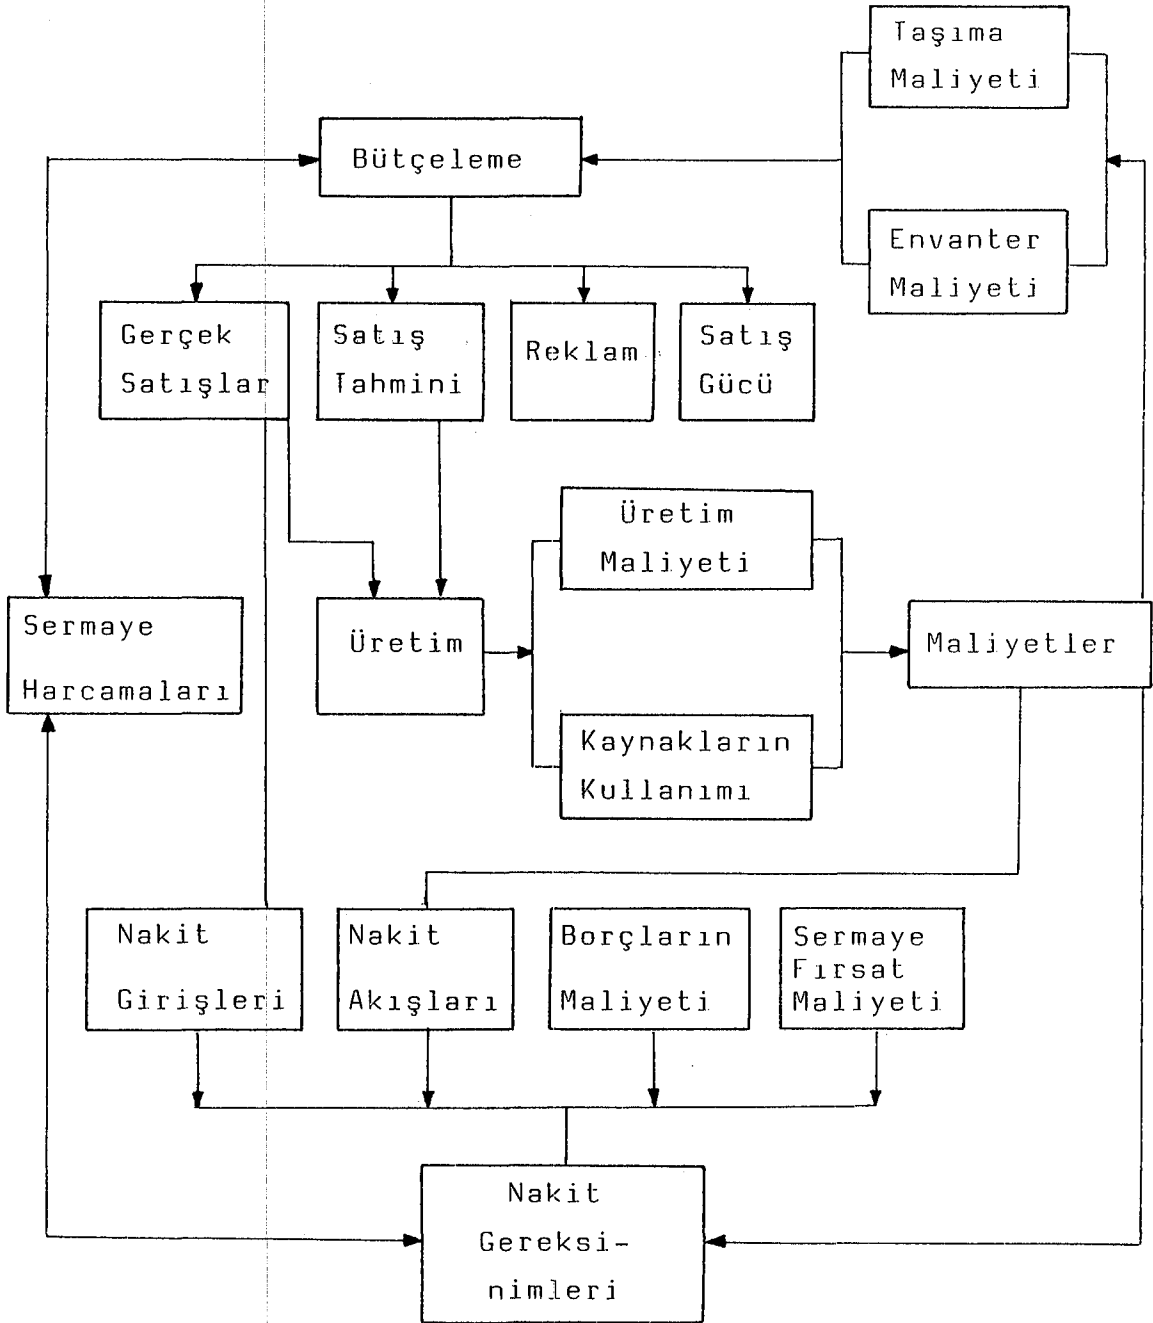 Taşıma
Maliyeti
Bütçeleme
Envanter
Maliyeti
Gerçek
Satışlar
Satış
Tahmini
Reklam
Satış
Gücü
Üretim
Maliyeti
Sermaye
Harcamaları
Üretim
Maliyetler
Kaynakların
Kullanımı
Nakit
Girişleri
Nakit
Akışları
Borçların
Maliyeti
Sermaye
Fırsat
Maliyeti
Nakit
Gereksi-
nimleri